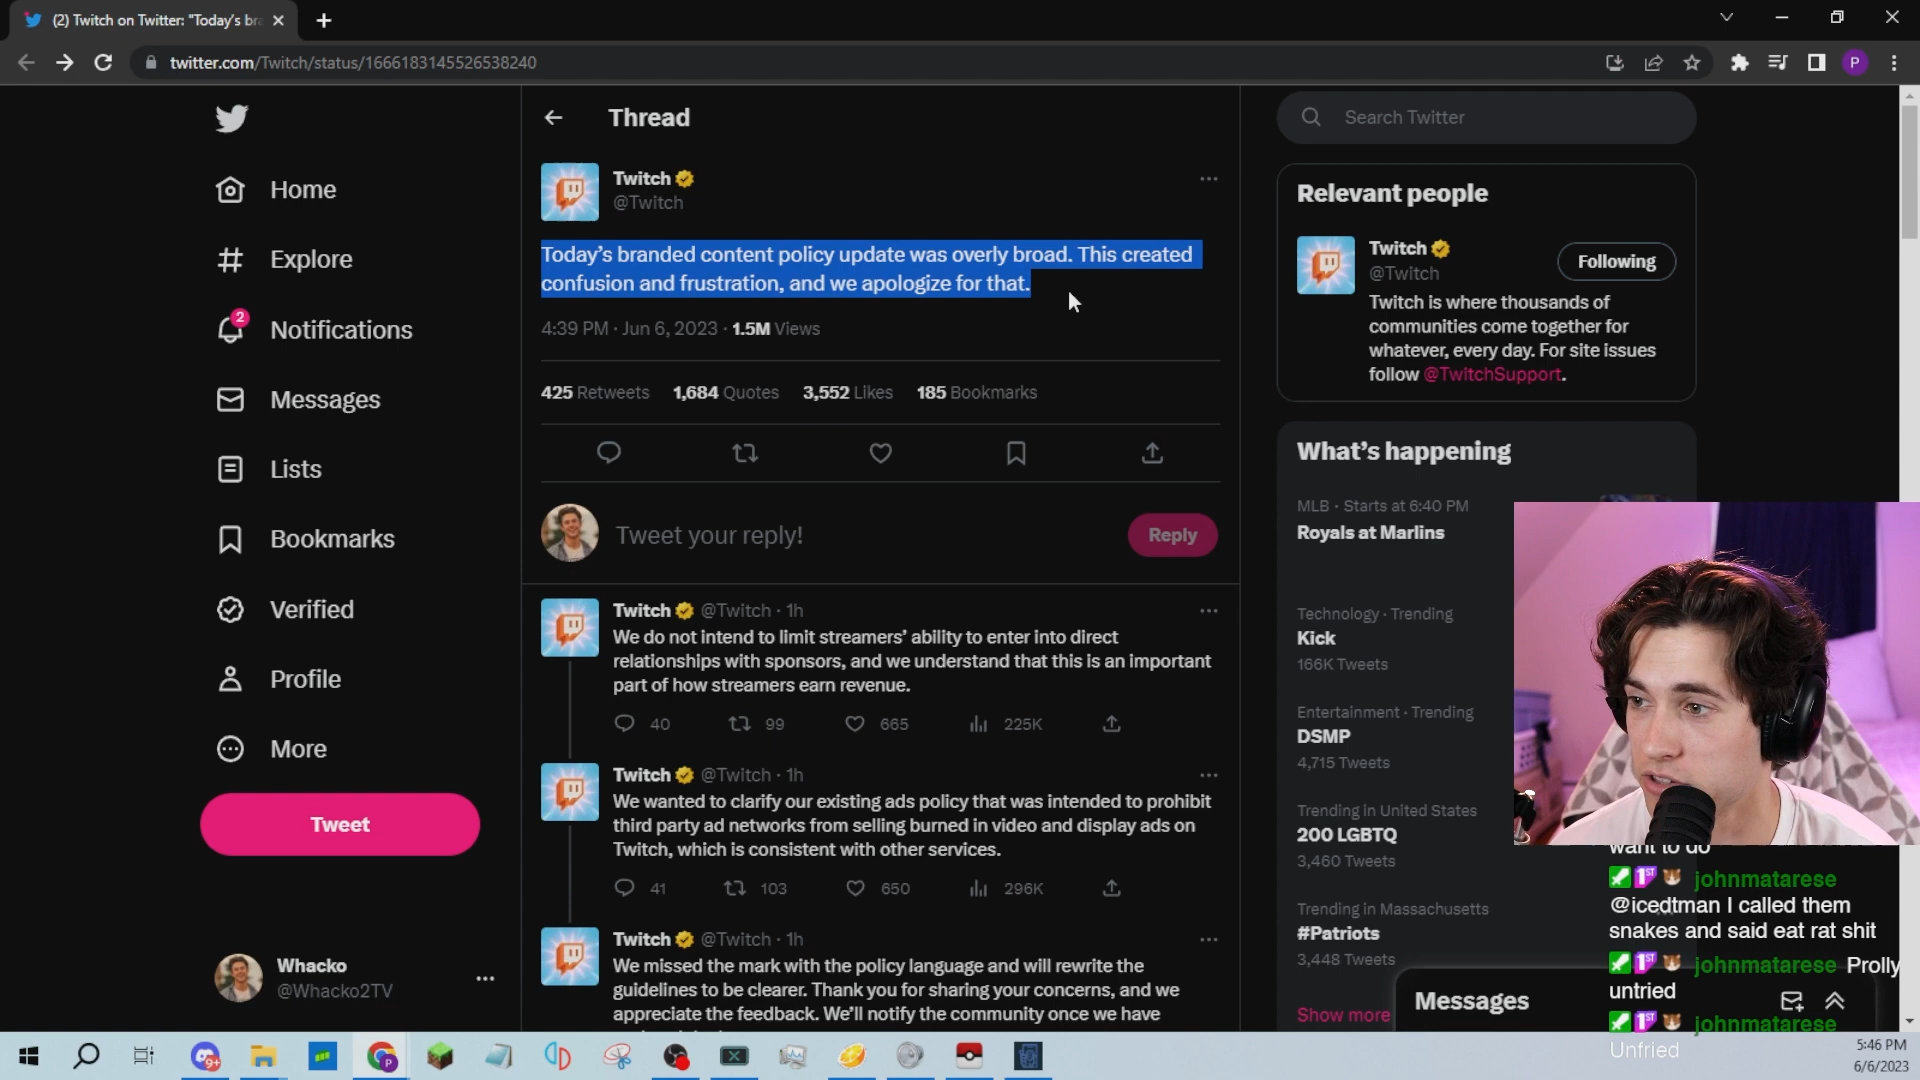 (2) Twitch on Twitter: "Today's bra
twitter.com/Twitch/status/1666183145526538240
P
Thread
Search Twitter
Home
Explore
2
Notifications
Messages
Lists
Bookmarks
Verified
Profile
More
Tweet
Whacko
@Whacko2TV
Twitch
@Twitch
Today's branded content policy update was overly broad. This created
confusion and frustration, and we apologize for that.
4:39 PM · Jun 6, 2023 · 1.5M Views
425 Retweets 1,684 Quotes 3,552 Likes 185 Bookmarks
Tweet your reply!
Reply
Twitch @Twitch · 1h
We do not intend to limit streamers' ability to enter into direct
relationships with sponsors, and we understand that this is an important
part of how streamers earn revenue.
40 99 665 225K
Twitch @Twitch · 1h
We wanted to clarify our existing ads policy that was intended to prohibit
third party ad networks from selling burned in video and display ads on
Twitch, which is consistent with other services.
41 103 650 296K
Twitch @Twitch · 1h
We missed the mark with the policy language and will rewrite the
guidelines to be clearer. Thank you for sharing your concerns, and we
appreciate the feedback. We'll notify the community once we have
Relevant people
Twitch
@Twitch
Following
Twitch is where thousands of
communities come together for
whatever, every day. For site issues
follow @TwitchSupport.
What's happening
MLB · Starts at 6:40 PM
Royals at Marlins
Technology · Trending
Kick
166K Tweets
Entertainment · Trending
DSMP
4,715 Tweets
Trending in United States
200 LGBTQ
3,460 Tweets
Trending in Massachusetts
#Patriots
3,448 Tweets
Show more
Messages
want to do
1ST johnmatarese
@icedtman I called them
snakes and said eat rat shit
1ST johnmatarese Prolly
untried
1ST johnmatarese
Unfried
9+
P
5:46 PM
6/6/2023